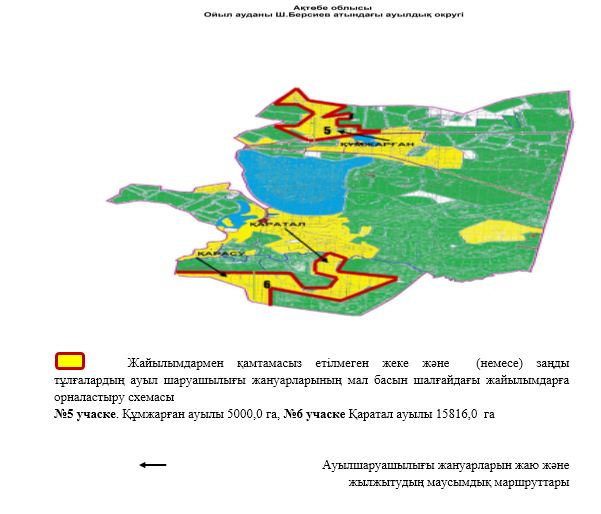 Ақтөбе облысы
Ойыл ауданы Ш.Берсиев атындағы ауылдық округі
5
ҚҰМЖАРҒАН
ҚАРАТАЛ
ҚАРАСУ
6
Жайылымдармен қамтамасыз етілмеген жеке және (немесе) заңды
тұлғалардың ауыл шаруашылығы жануарларының мал басын шалғайдағы жайылымдарға
орналастыру схемасы
№5 учаске. Құмжарған ауылы 5000,0 га, №6 учаске Қаратал ауылы 15816,0 га
Ауылшаруашылығы жануарларын жаю және
жылжытудың маусымдық маршруттары